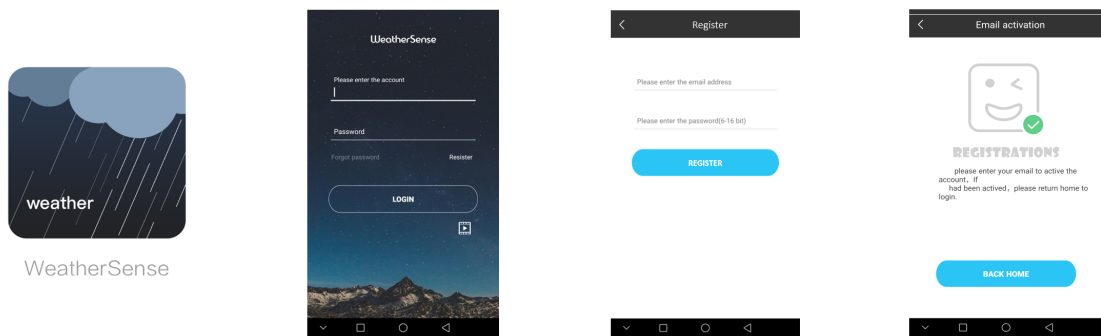 weather
WeatherSense
WeatherSense
Please enter the account
Password
Forgot password Resister
LOGIN
Register
Please enter the email address
Please enter the password(6-16 bit)
REGISTER
Email activation
REGISTRATIONS
please enter your email to active the
account，If
had been actived，please return home to
login.
BACK HOME